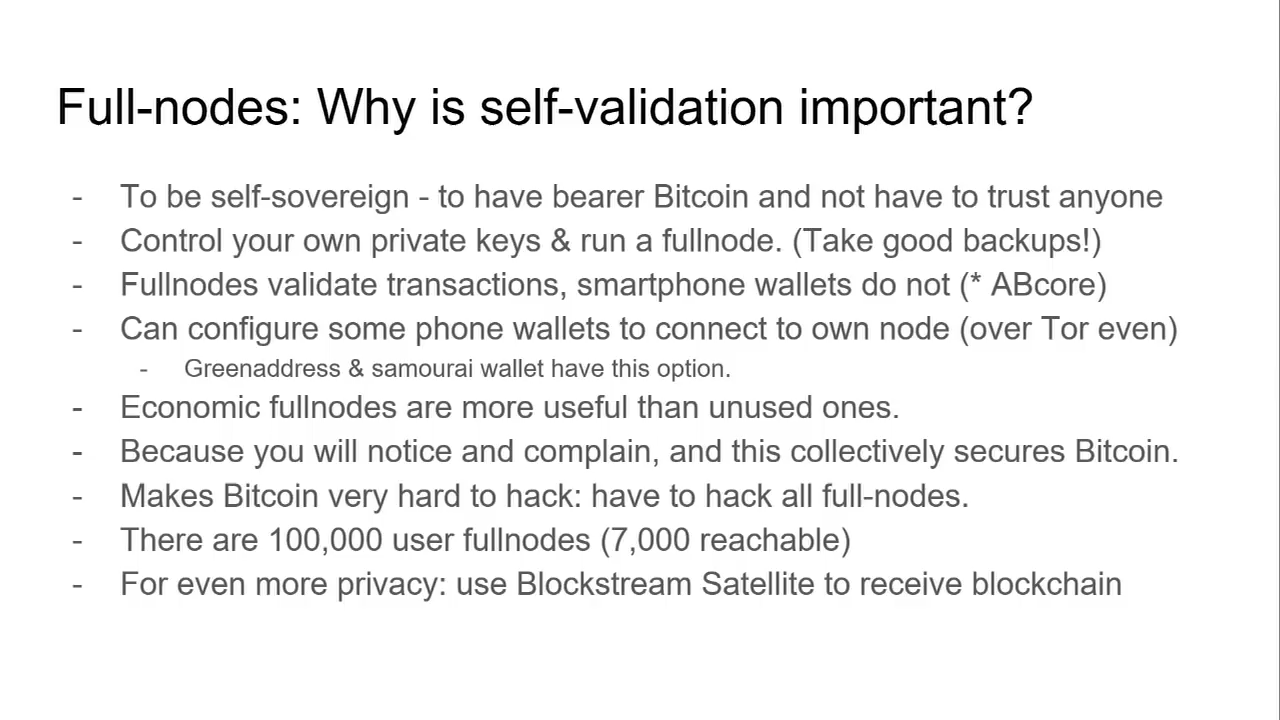 Full-nodes: Why is self-validation important?
- To be self-sovereign - to have bearer Bitcoin and not have to trust anyone
- Control your own private keys & run a fullnode. (Take good backups!)
- Fullnodes validate transactions, smartphone wallets do not (* ABcore)
- Can configure some phone wallets to connect to own node (over Tor even)
- Greenaddress & samourai wallet have this option.
- Economic fullnodes are more useful than unused ones.
- Because you will notice and complain, and this collectively secures Bitcoin.
- Makes Bitcoin very hard to hack: have to hack all full-nodes.
- There are 100,000 user fullnodes (7,000 reachable)
- For even more privacy: use Blockstream Satellite to receive blockchain